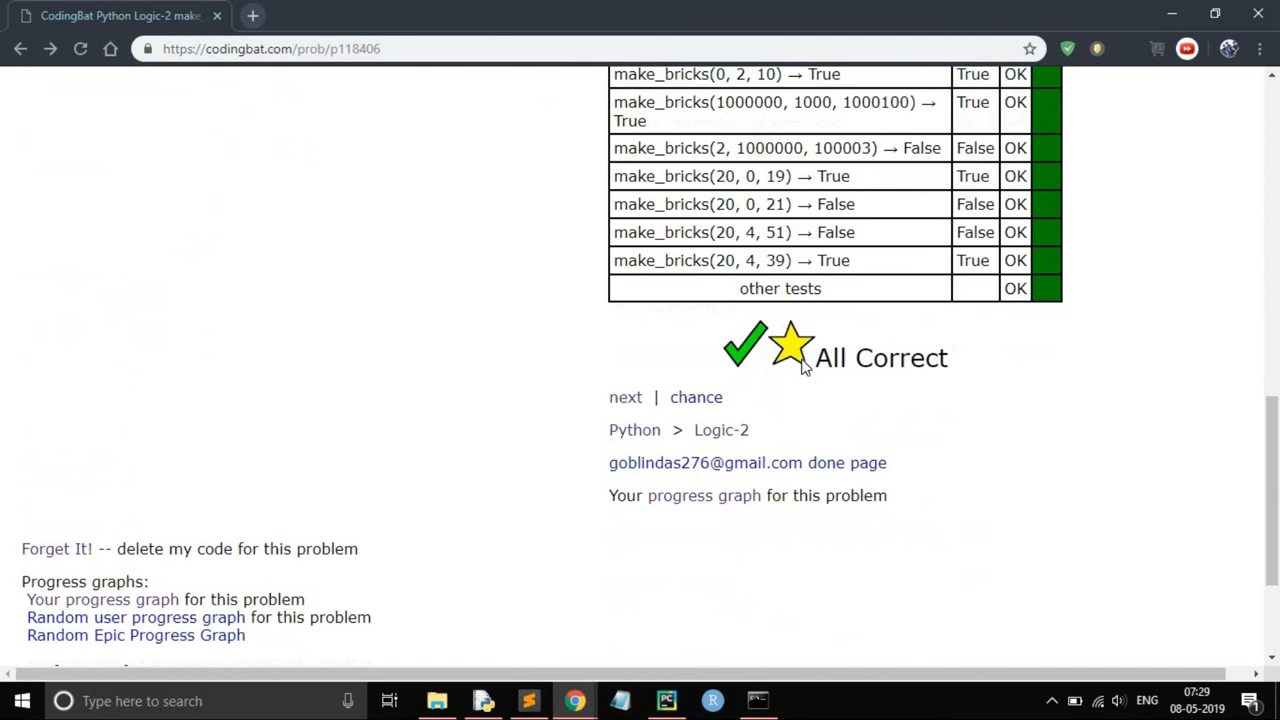 CodingBat Python Logic-2 make_
https://codingbat.com/prob/p118406
make_bricks(0, 2, 10) → True True OK
make_bricks(1000000, 1000, 1000100) → True OK
True
make_bricks(2, 1000000, 100003) → False False OK
make_bricks(20, 0, 19) → True True OK
make_bricks(20, 0, 21) → False False OK
make_bricks(20, 4, 51) → False False OK
make_bricks(20, 4, 39) → True True OK
other tests OK
All Correct
next | chance
Python > Logic-2
goblindas276@gmail.com done page
Your progress graph for this problem
Forget It! -- delete my code for this problem
Progress graphs:
Your progress graph for this problem
Random user progress graph for this problem
Random Epic Progress Graph
Type here to search
PC
R
ENG
07:29
08-05-2019
1